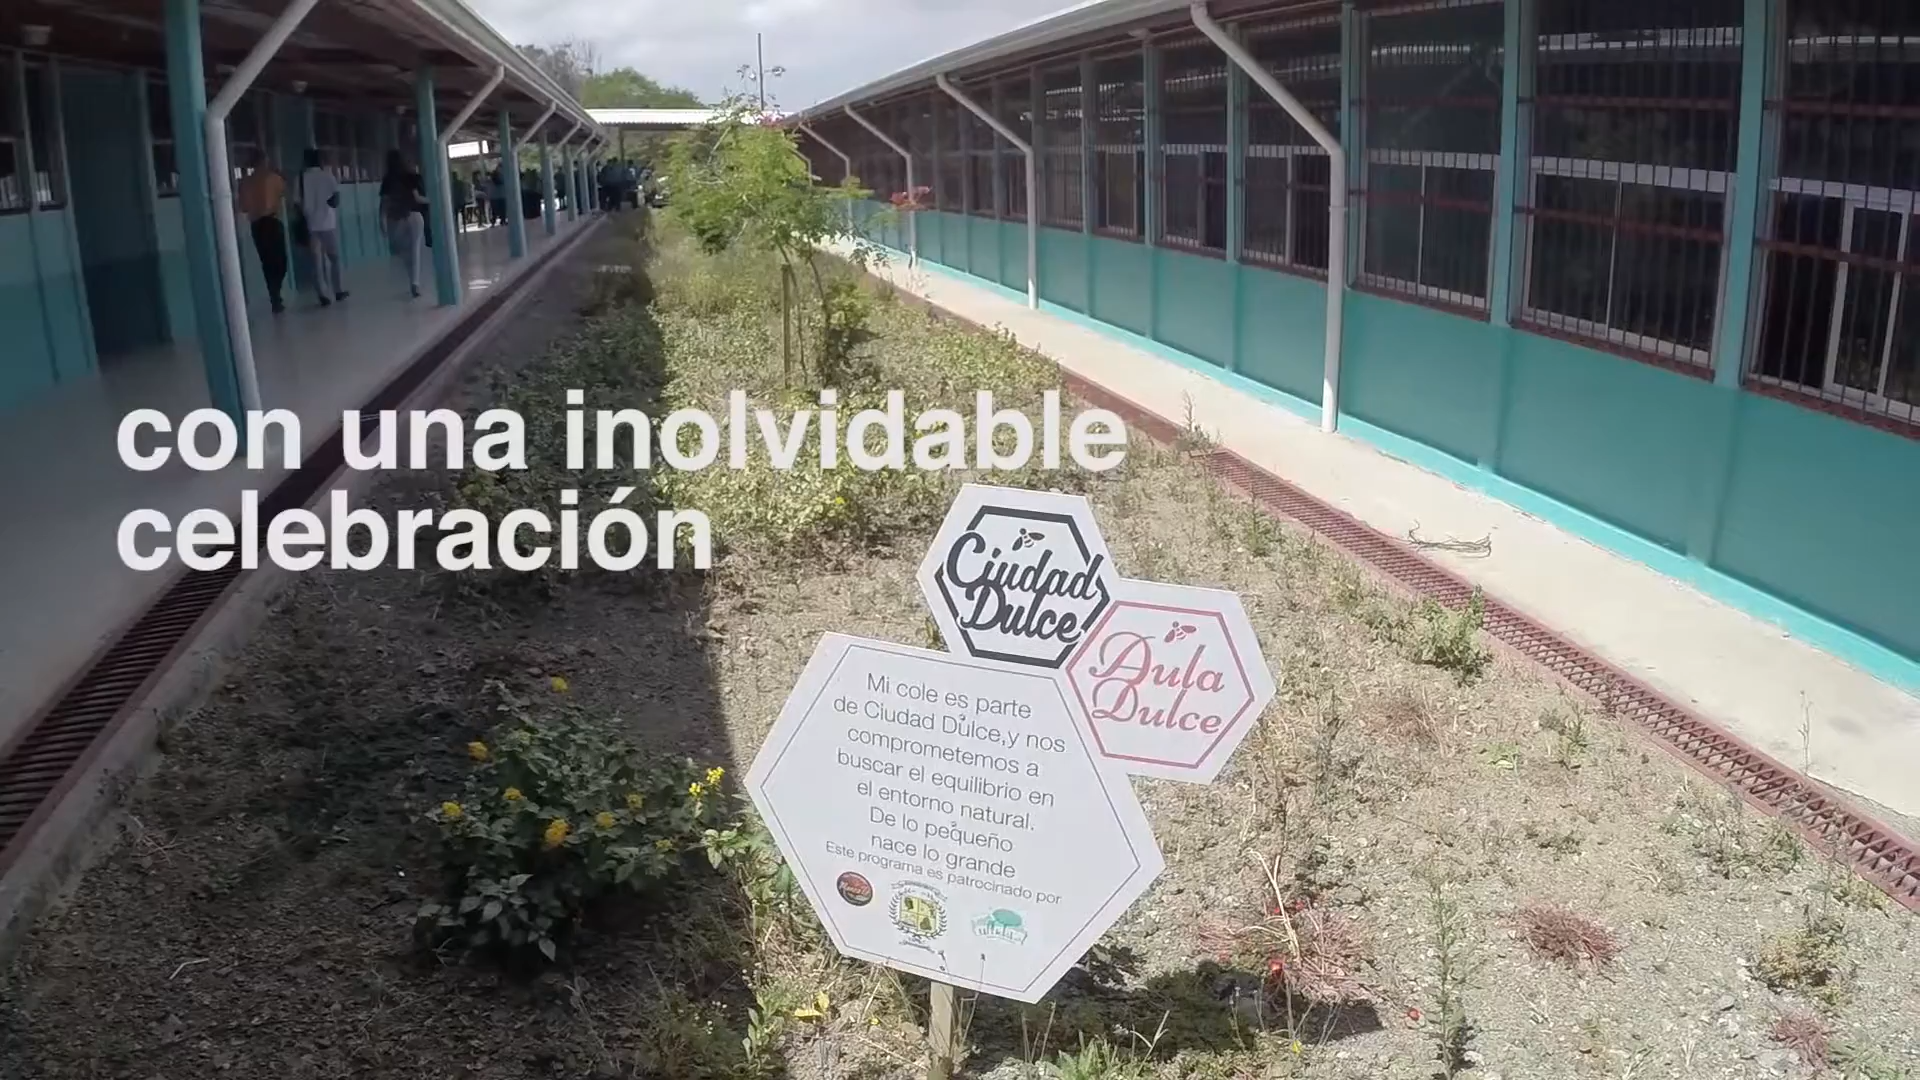 con una inolvidable
celebración
Ciudad
Dulce
Aula
Dulce
Mi cole es parte
de Ciudad Dulce,y nos
comprometemos a
buscar el equilibrio en
el entorno natural.
De lo pequeño
nace lo grande
Este programa es patrocinado por